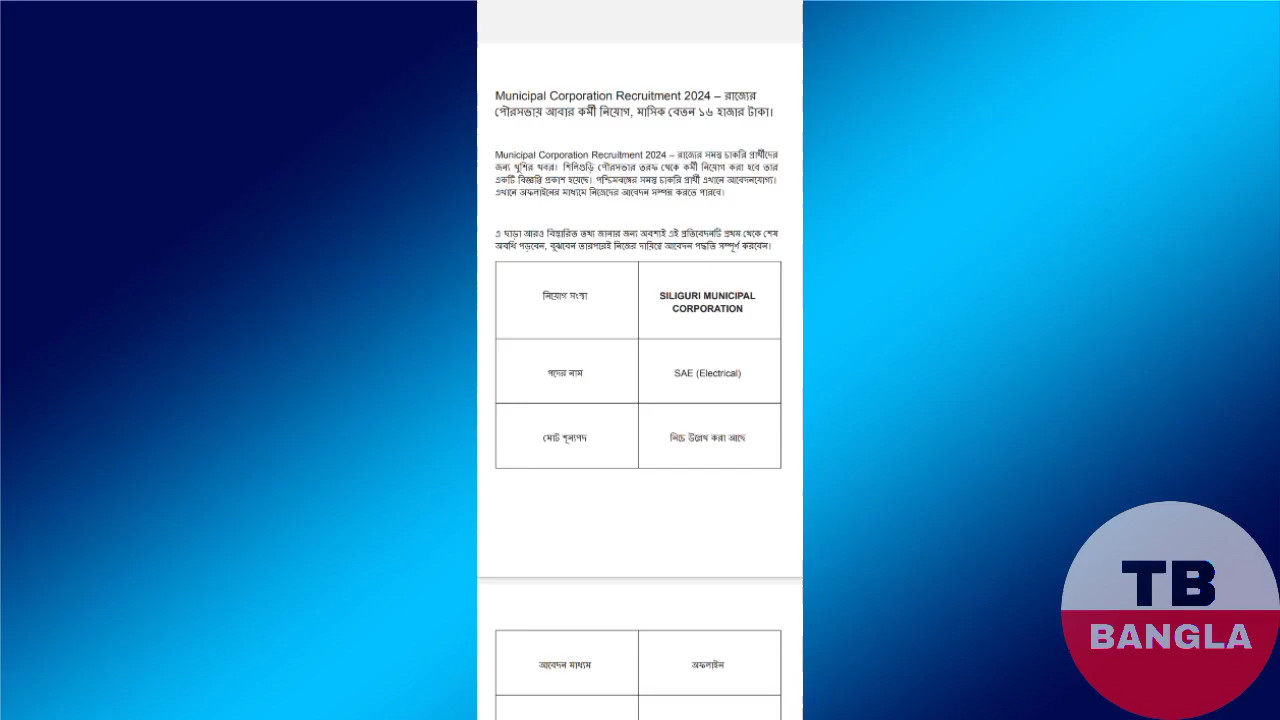 Municipal Corporation Recruitment 2024 – রাজ্যের
পৌরসভায় আবার কর্মী নিয়োগ, মাসিক বেতন ১৬ হাজার টাকা।
Municipal Corporation Recruitment 2024 – রাজ্যের সমস্ত চাকরি প্রার্থীদের
জন্য খুশির খবর। শিলিগুড়ি পৌরসভার তরফ থেকে কর্মী নিয়োগ করা হবে তার
একটি বিজ্ঞপ্তি প্রকাশ হয়েছে। পশ্চিমবঙ্গের সমস্ত চাকরি প্রার্থী এখানে আবেদনযোগ্য।
এখানে অফলাইনের মাধ্যমে নিজেদের আবেদন সম্পন্ন করতে পারবে।
এ ছাড়া আরও বিস্তারিত তথ্য জানার জন্য অবশ্যই এই প্রতিবেদনটি প্রথম থেকে শেষ
অবধি পড়বেন, বুঝবেন তারপরেই নিজের দায়িত্বে আবেদন পদ্ধতি সম্পূর্ণ করবেন।
নিয়োগ সংস্থা
SILIGURI MUNICIPAL
CORPORATION
পদের নাম
SAE (Electrical)
মোট শূন্যপদ
নিচে উল্লেখ করা আছে
আবেদন মাধ্যম
অফলাইন
TB
BANGLA